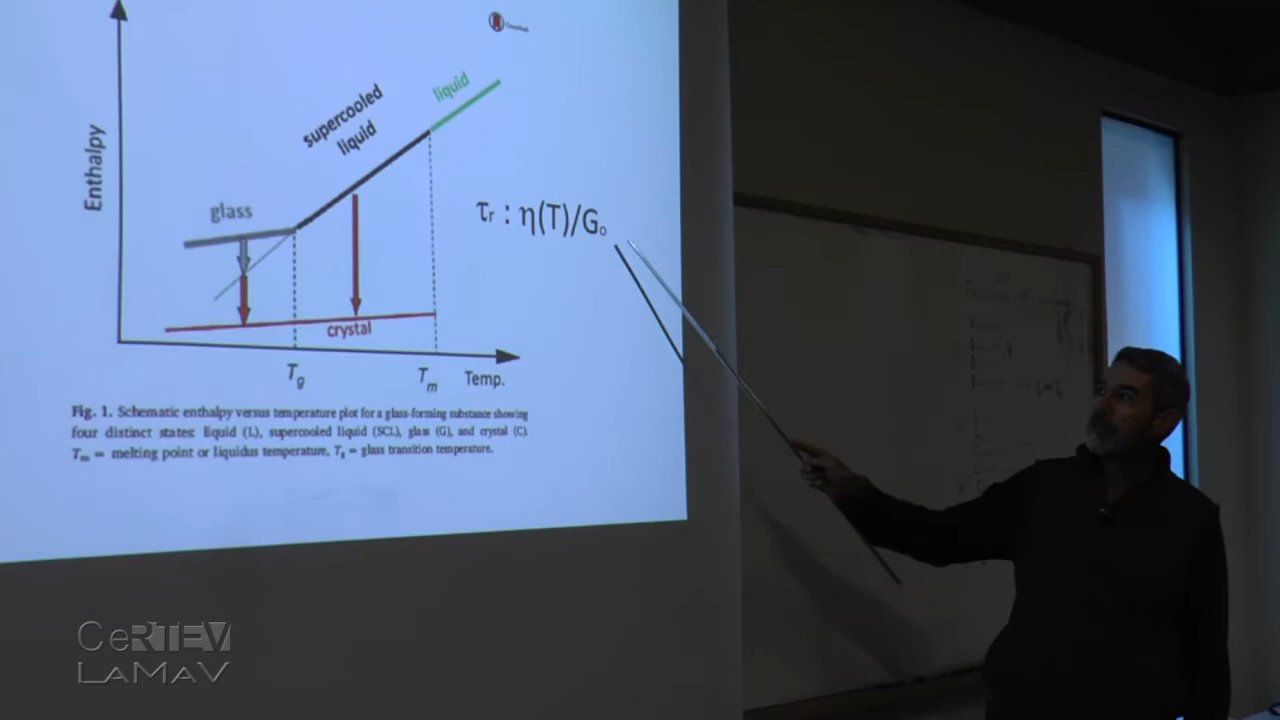 CrossMark
liquid
supercooled
liquid
Enthalpy
glass
τr : η(T)/G₀
crystal
Tg
Tm
Temp.
Fig. 1. Schematic enthalpy versus temperature plot for a glass-forming substance showing
four distinct states: liquid (L), supercooled liquid (SCL), glass (G), and crystal (C).
Tm = melting point or liquidus temperature, Tg = glass transition temperature.
CeRTEV
LaMaV